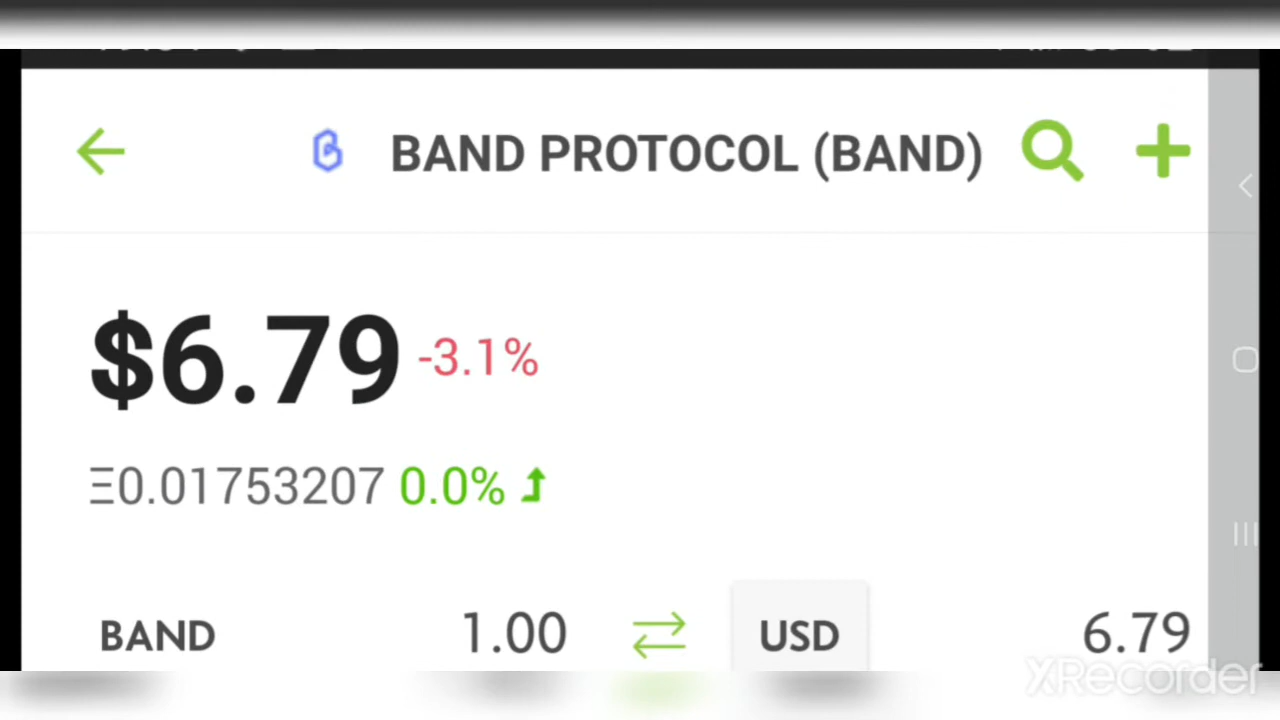 BAND PROTOCOL (BAND)
$6.79 -3.1%
Ξ0.01753207 0.0%
BAND 1.00 USD 6.79
XRecorder